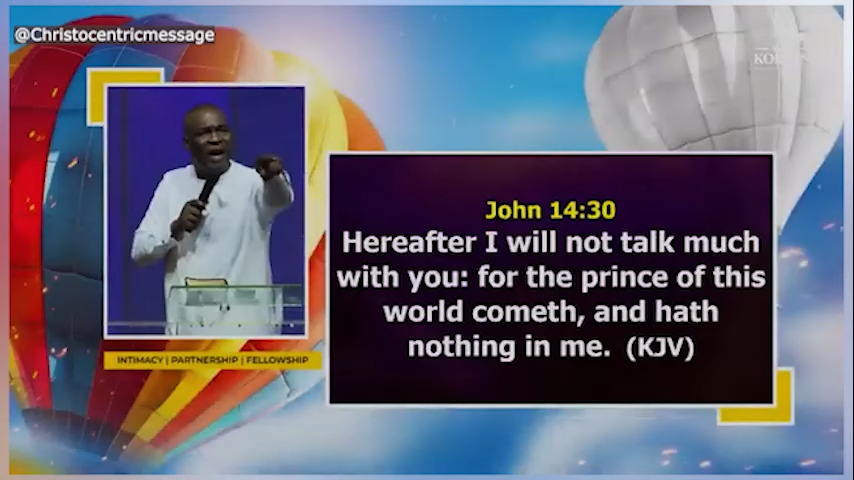 @Christocentricmessage
INTIMACY | PARTNERSHIP | FELLOWSHIP
John 14:30
Hereafter I will not talk much
with you: for the prince of this
world cometh, and hath
nothing in me. (KJV)